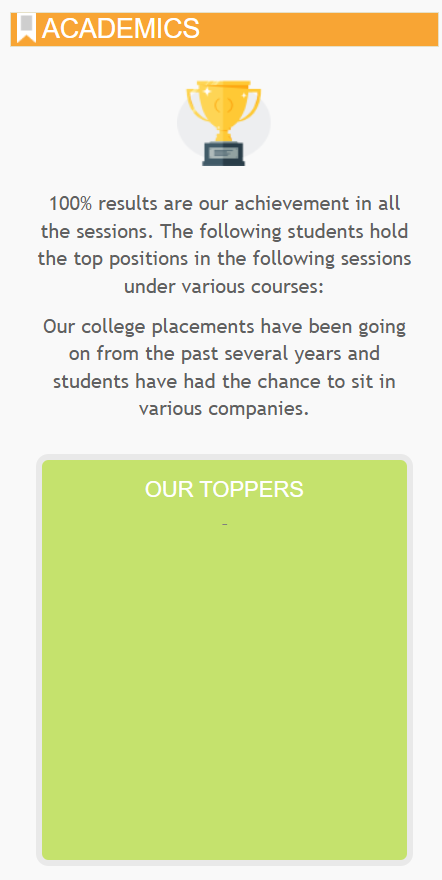 ACADEMICS
100% results are our achievement in all
the sessions. The following students hold
the top positions in the following sessions
under various courses:
Our college placements have been going
on from the past several years and
students have had the chance to sit in
various companies.
OUR TOPPERS
-